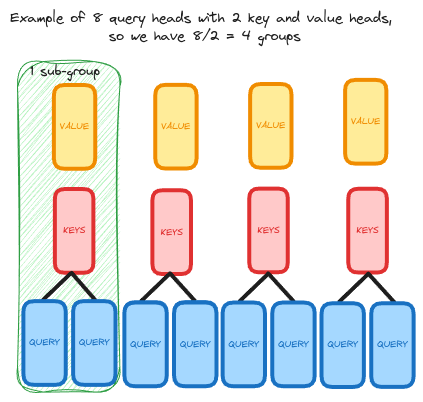 Example of 8 query heads with 2 key and value heads,
so we have 8/2 = 4 groups
1 sub-group
VALUE VALUE VALUE VALUE
KEYS KEYS KEYS KEYS
QUERY QUERY QUERY QUERY QUERY QUERY QUERY QUERY